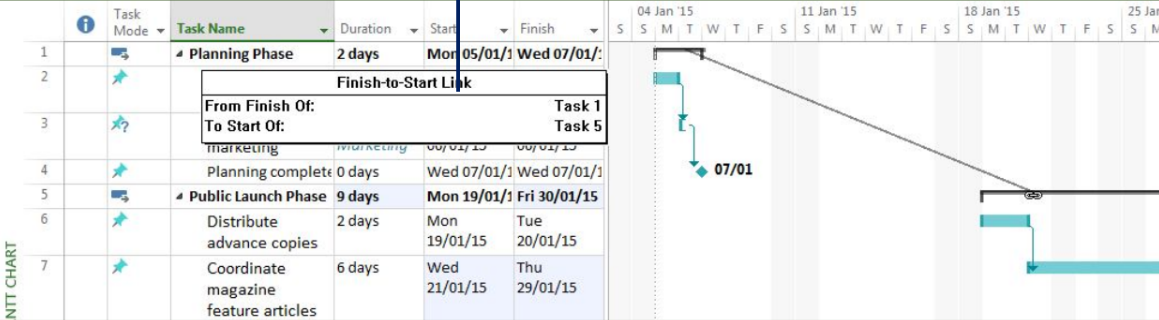 04 Jan '15 11 Jan '15 18 Jan '15 25 Jan
Task Mode Task Name Duration Start Finish S S M T W T F S S M T W T F S S M T W T F S S M
1 Planning Phase 2 days Mon 05/01/1 Wed 07/01/1
2
Finish-to-Start Link
From Finish Of: Task 1
To Start Of: Task 5
3
marketing Marketing 06/01/15 06/01/15
4 Planning complete 0 days Wed 07/01/1 Wed 07/01/1 07/01
5 Public Launch Phase 9 days Mon 19/01/1 Fri 30/01/15
6 Distribute 2 days Mon Tue
advance copies 19/01/15 20/01/15
7 Coordinate 6 days Wed Thu
magazine 21/01/15 29/01/15
feature articles
NTT CHART